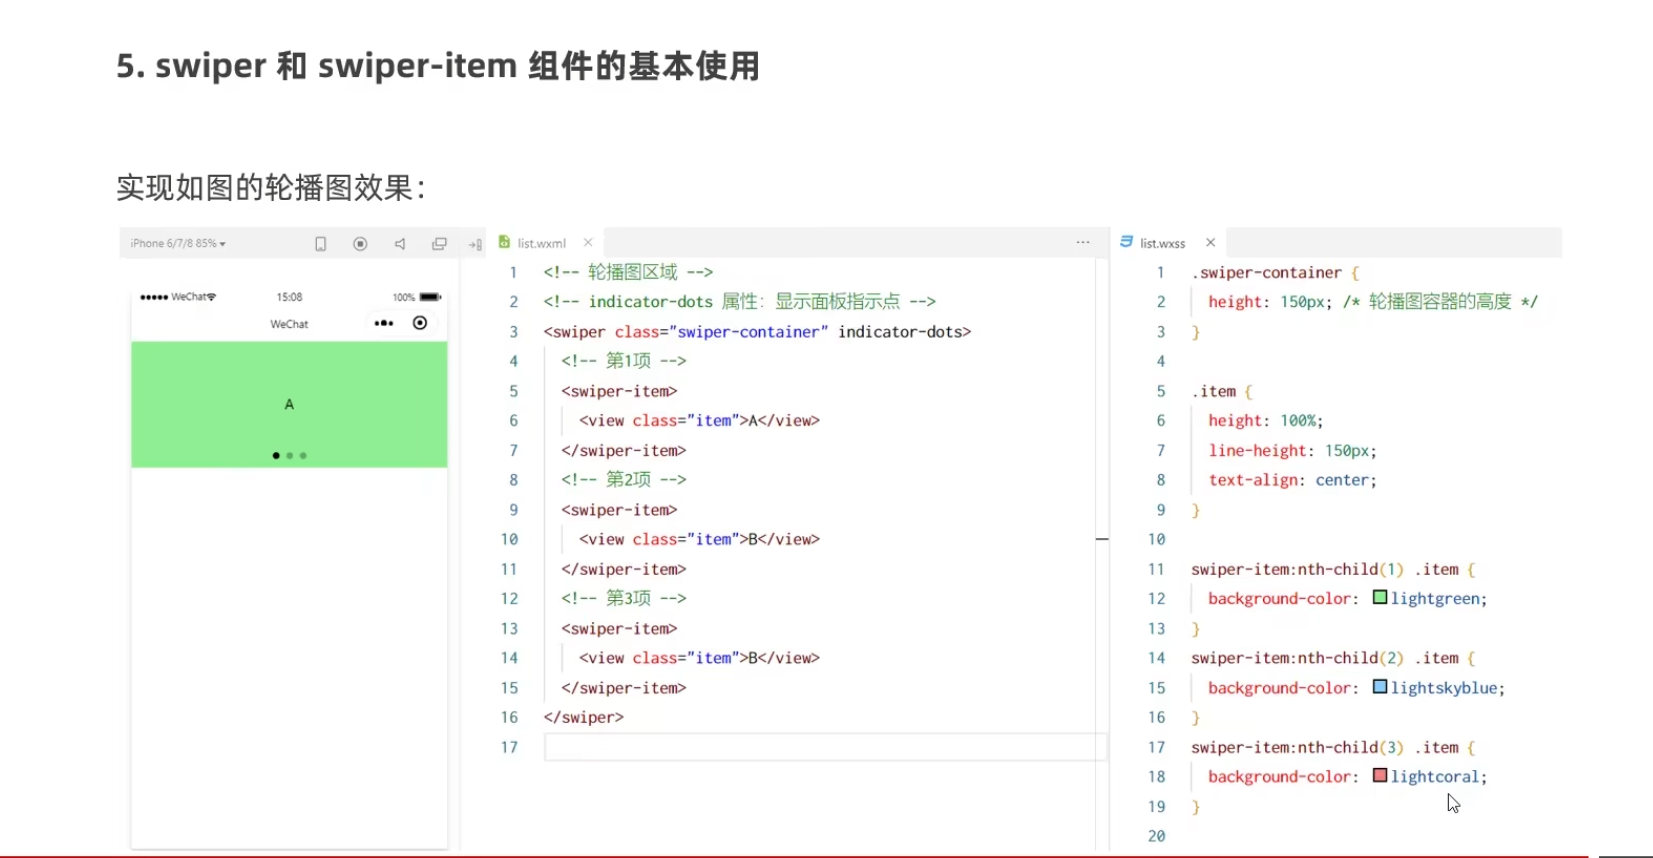 5. swiper 和 swiper-item 组件的基本使用
实现如图的轮播图效果：
iPhone 6/7/8 85%
WeChat
15:08
100%
WeChat
A
list.wxml
1 <!-- 轮播图区域 -->
2 <!-- indicator-dots 属性：显示面板指示点 -->
3 <swiper class="swiper-container" indicator-dots>
4 <!-- 第1项 -->
5 <swiper-item>
6 <view class="item">A</view>
7 </swiper-item>
8 <!-- 第2项 -->
9 <swiper-item>
10 <view class="item">B</view>
11 </swiper-item>
12 <!-- 第3项 -->
13 <swiper-item>
14 <view class="item">B</view>
15 </swiper-item>
16 </swiper>
17
list.wxss
1 .swiper-container {
2 height: 150px; /* 轮播图容器的高度 */
3 }
4
5 .item {
6 height: 100%;
7 line-height: 150px;
8 text-align: center;
9 }
10
11 swiper-item:nth-child(1) .item {
12 background-color: lightgreen;
13 }
14 swiper-item:nth-child(2) .item {
15 background-color: lightskyblue;
16 }
17 swiper-item:nth-child(3) .item {
18 background-color: lightcoral;
19 }
20